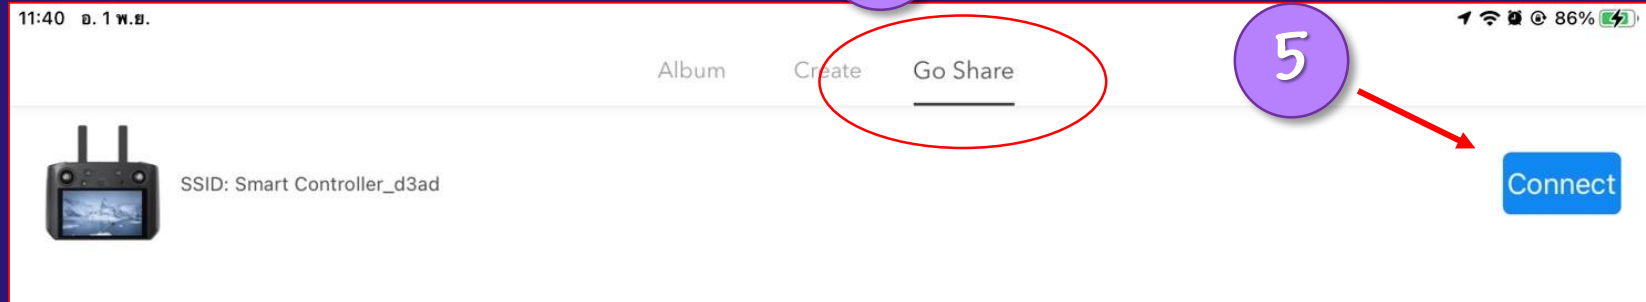 11:40 อ. 1 พ.ย.
86%
Album Create Go Share
5
SSID: Smart Controller_d3ad
Connect